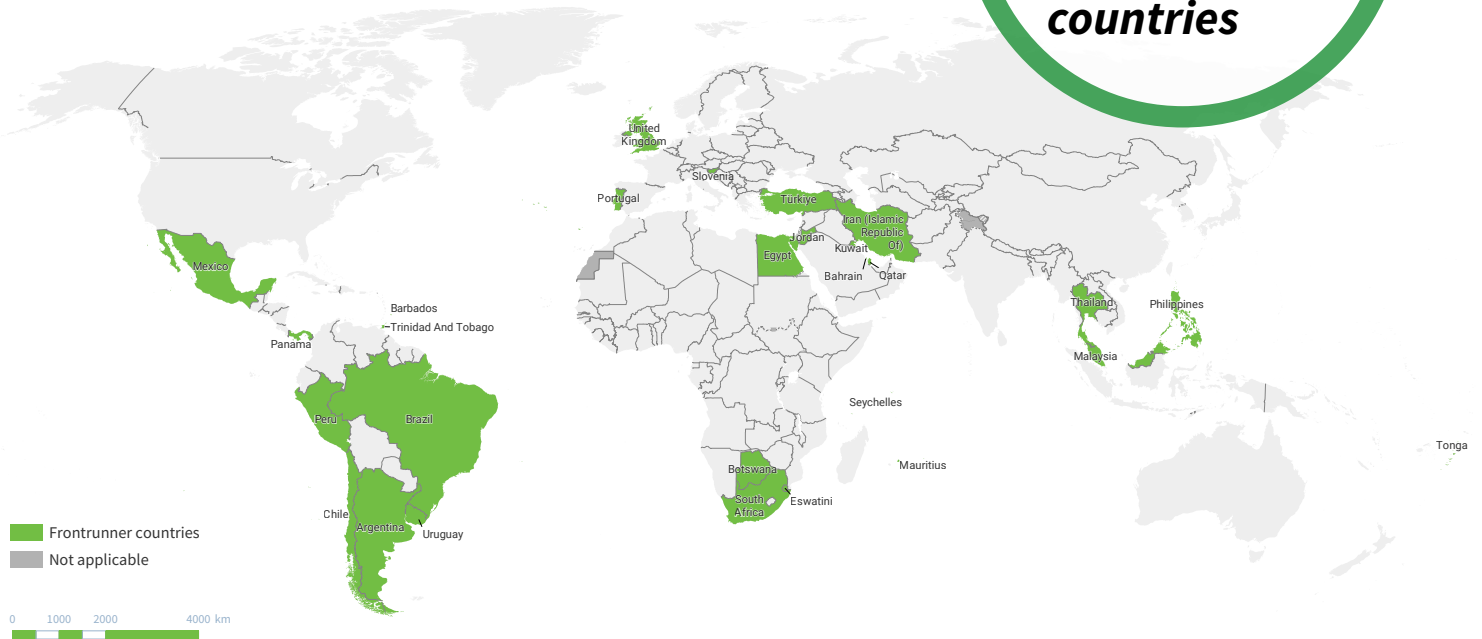 countries
United
Kingdom
Slovenia
Portugal
Türkiye
Iran (Islamic
Republic
Of)
Jordan
Kuwait
Egypt
Bahrain
Qatar
Mexico
Barbados
Trinidad And Tobago
Panama
Thailand
Philippines
Malaysia
Peru
Brazil
Seychelles
Tonga
Mauritius
Botswana
South
Africa
Eswatini
Chile
Argentina
Uruguay
Frontrunner countries
Not applicable
0 1000 2000 4000 km